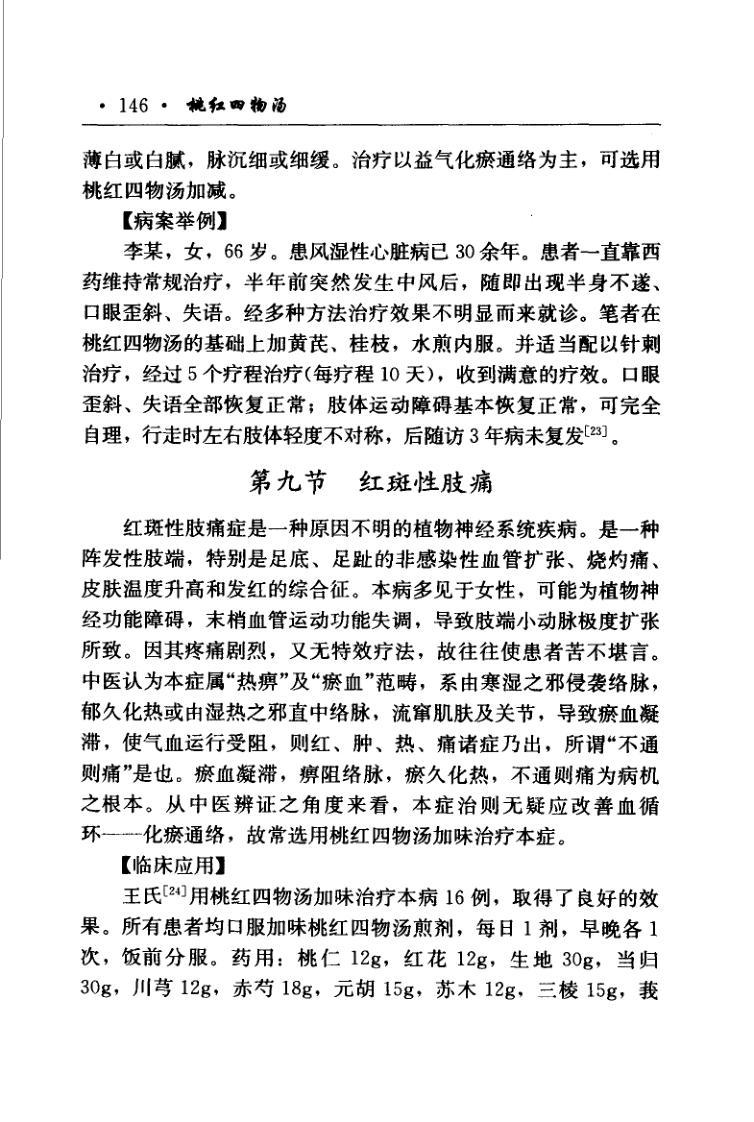 · 146 · 桃红四物汤
薄白或白腻，脉沉细或细缓。治疗以益气化瘀通络为主，可选用
桃红四物汤加减。
【病案举例】
李某，女，66 岁。患风湿性心脏病已 30 余年。患者一直靠西
药维持常规治疗，半年前突然发生中风后，随即出现半身不遂、
口眼歪斜、失语。经多种方法治疗效果不明显而来就诊。笔者在
桃红四物汤的基础上加黄芪、桂枝，水煎内服。并适当配以针刺
治疗，经过 5 个疗程治疗(每疗程 10 天)，收到满意的疗效。口眼
歪斜、失语全部恢复正常；肢体运动障碍基本恢复正常，可完全
自理，行走时左右肢体轻度不对称，后随访 3 年病未复发[23]。
第九节 红斑性肢痛
红斑性肢痛症是一种原因不明的植物神经系统疾病。是一种
阵发性肢端，特别是足底、足趾的非感染性血管扩张、烧灼痛、
皮肤温度升高和发红的综合征。本病多见于女性，可能为植物神
经功能障碍，末梢血管运动功能失调，导致肢端小动脉极度扩张
所致。因其疼痛剧烈，又无特效疗法，故往往使患者苦不堪言。
中医认为本症属“热痹”及“瘀血”范畴，系由寒湿之邪侵袭络脉，
郁久化热或由湿热之邪直中络脉，流窜肌肤及关节，导致瘀血凝
滞，使气血运行受阻，则红、肿、热、痛诸症乃出，所谓“不通
则痛”是也。瘀血凝滞，痹阻络脉，瘀久化热，不通则痛为病机
之根本。从中医辨证之角度来看，本症治则无疑应改善血循
环——化瘀通络，故常选用桃红四物汤加味治疗本症。
【临床应用】
王氏[24]用桃红四物汤加味治疗本病 16 例，取得了良好的效
果。所有患者均口服加味桃红四物汤煎剂，每日 1 剂，早晚各 1
次，饭前分服。药用：桃仁 12g，红花 12g，生地 30g，当归
30g，川芎 12g，赤芍 18g，元胡 15g，苏木 12g，三棱 15g，莪